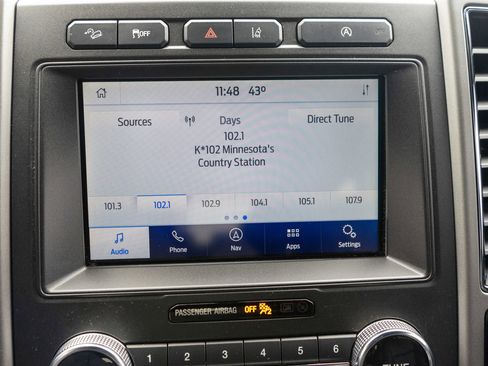 OFF
A
11:48 43º
Sources
Days
Direct Tune
102.1
K*102 Minnesota's
Country Station
101.3 102.1 102.9 104.1 105.1 107.9
Audio Phone Nav Apps Settings
PASSENGER AIRBAG OFF
1 2 3 4 5 6
TUNE